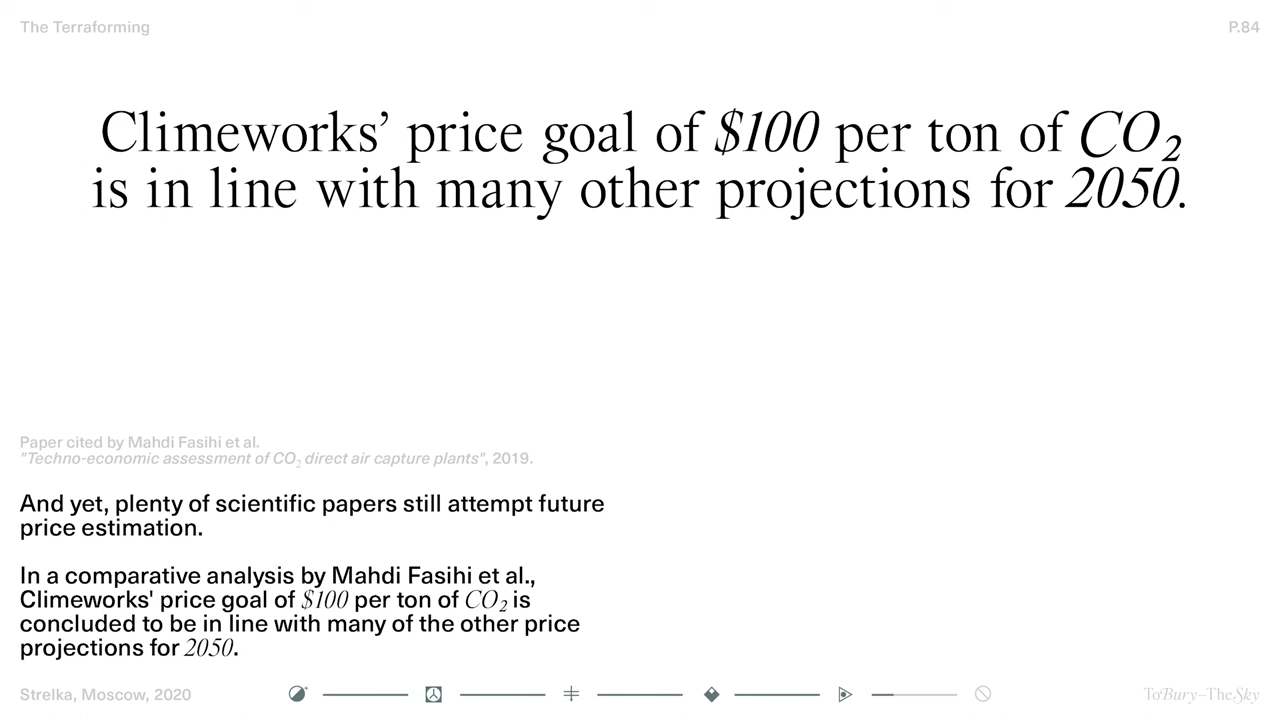 The Terraforming
P.84
Climeworks’ price goal of $100 per ton of CO₂
is in line with many other projections for 2050.
Paper cited by Mahdi Fasihi et al.
"Techno-economic assessment of CO₂ direct air capture plants", 2019.
And yet, plenty of scientific papers still attempt future
price estimation.
In a comparative analysis by Mahdi Fasihi et al.,
Climeworks' price goal of $100 per ton of CO₂ is
concluded to be in line with many of the other price
projections for 2050.
Strelka, Moscow, 2020
ToBury–TheSky